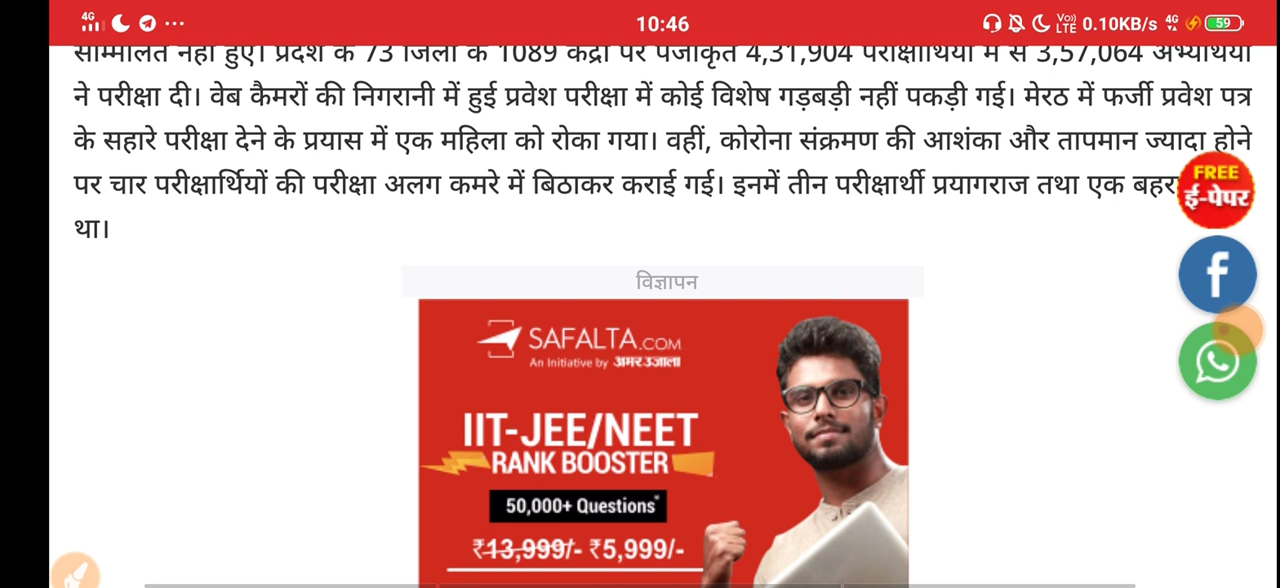 4G
10:46
Vo)) LTE 0.10KB/s 4G 59
सम्मिलित नहीं हुए। प्रदेश के 73 जिलों के 1089 केंद्रों पर पंजीकृत 4,31,904 परीक्षार्थियों में से 3,57,064 अभ्यर्थियों
ने परीक्षा दी। वेब कैमरों की निगरानी में हुई प्रवेश परीक्षा में कोई विशेष गड़बड़ी नहीं पकड़ी गई। मेरठ में फर्जी प्रवेश पत्र
के सहारे परीक्षा देने के प्रयास में एक महिला को रोका गया। वहीं, कोरोना संक्रमण की आशंका और तापमान ज्यादा होने
पर चार परीक्षार्थियों की परीक्षा अलग कमरे में बिठाकर कराई गई। इनमें तीन परीक्षार्थी प्रयागराज तथा एक
था।
FREE
ई-पेपर
विज्ञापन
SAFALTA.COM
An Initiative by अमर उजाला
IIT-JEE/NEET
RANK BOOSTER
50,000+ Questions*
₹13,999/- ₹5,999/-